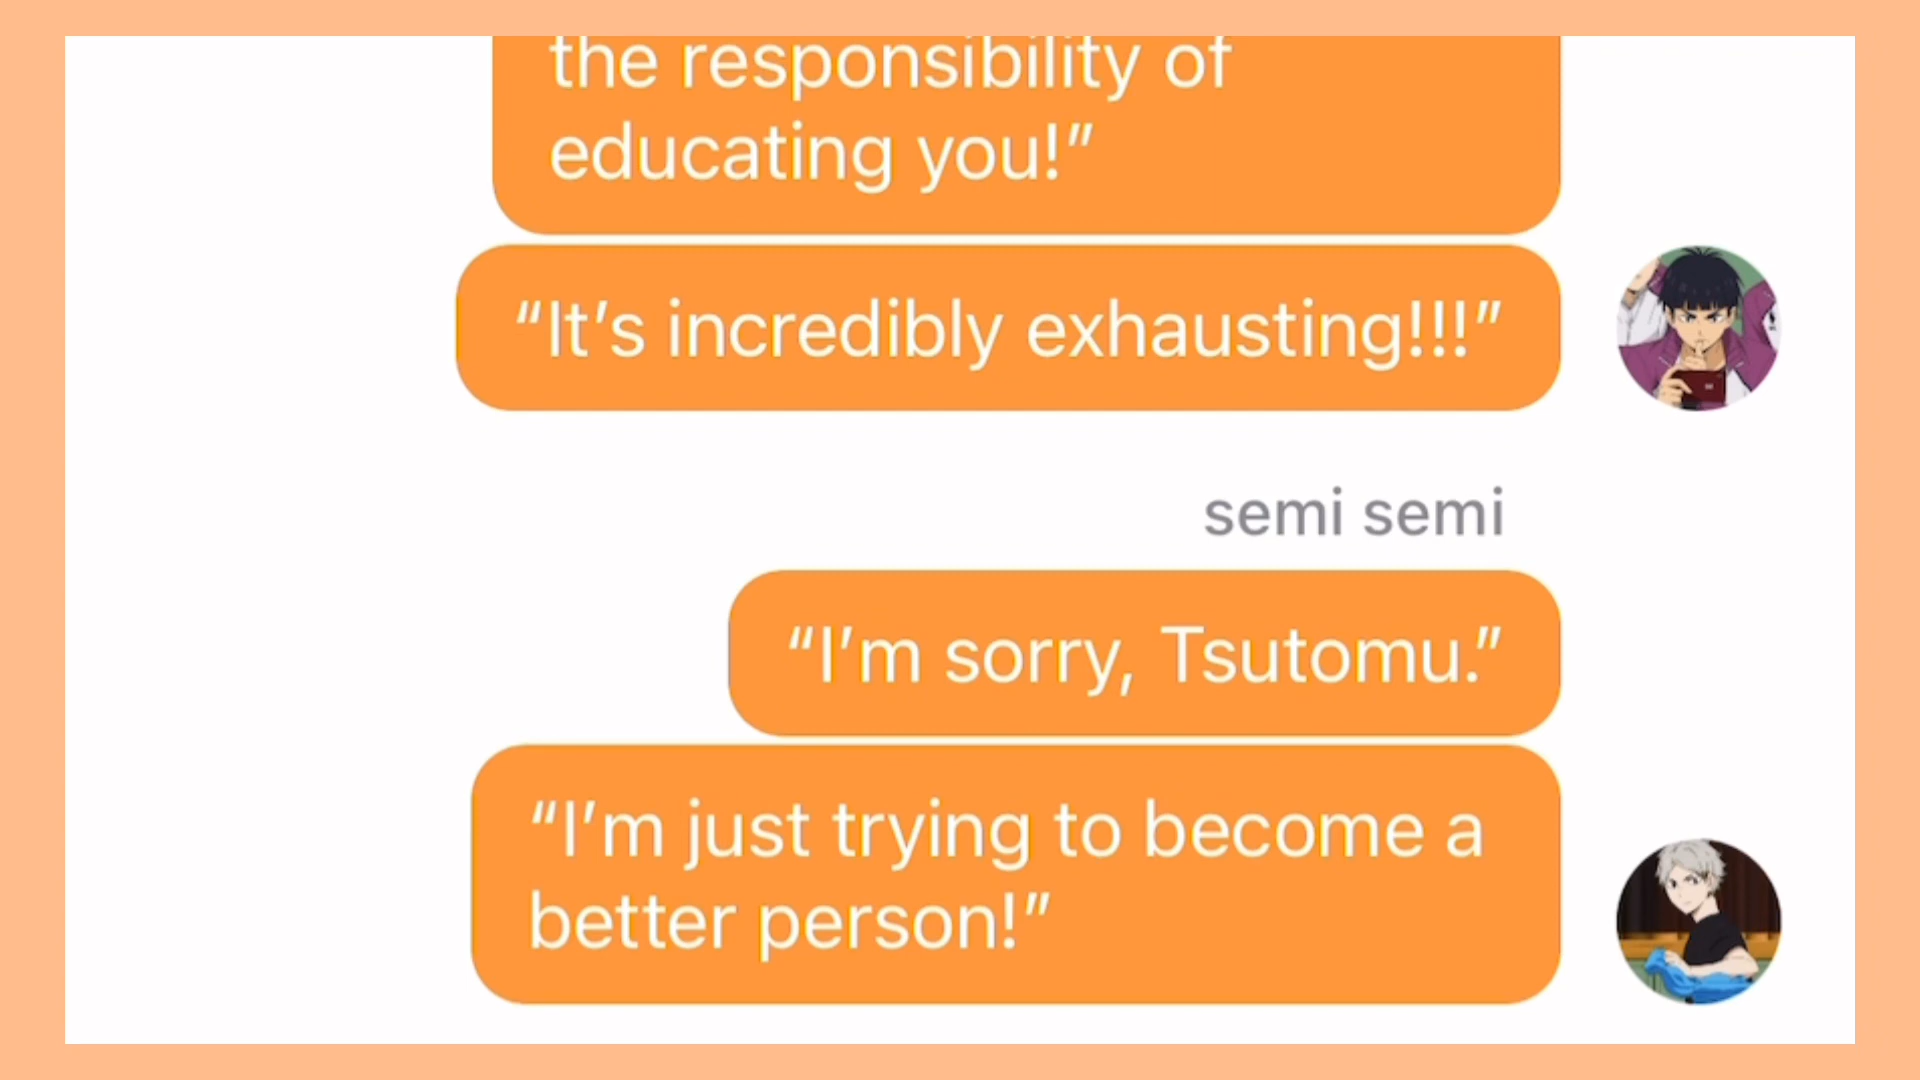 the responsibility of
educating you!”
“It’s incredibly exhausting!!!”
semi semi
“I’m sorry, Tsutomu.”
“I’m just trying to become a
better person!”